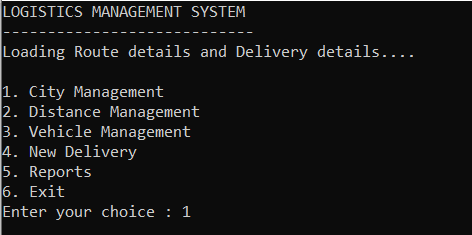 LOGISTICS MANAGEMENT SYSTEM
----------------------------
Loading Route details and Delivery details....
1. City Management
2. Distance Management
3. Vehicle Management
4. New Delivery
5. Reports
6. Exit
Enter your choice : 1